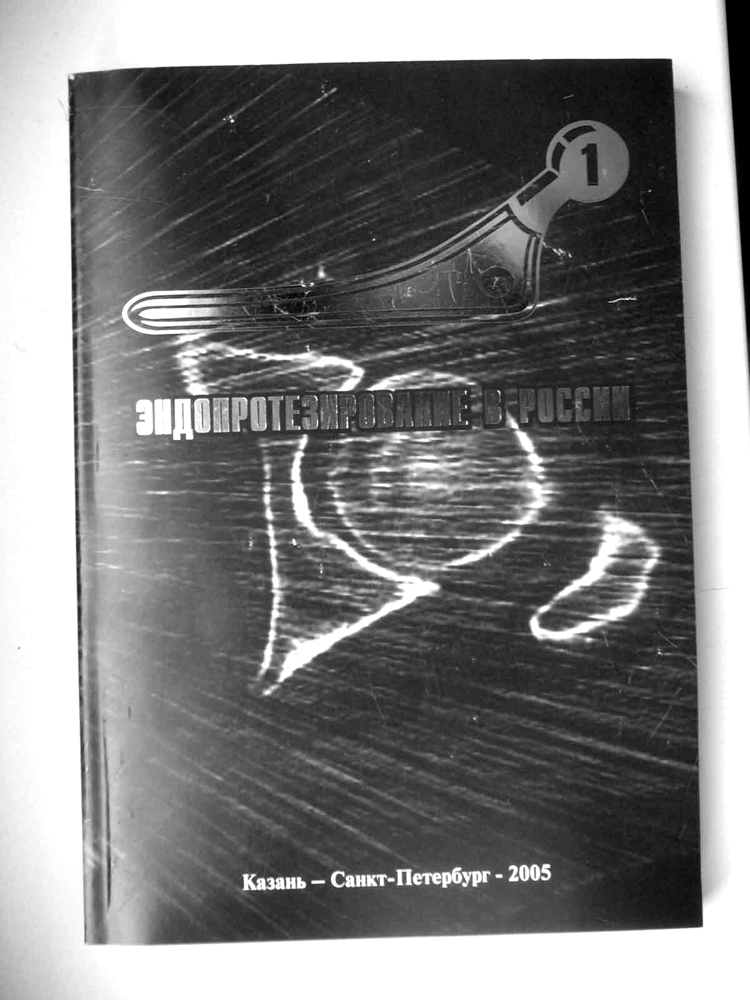 1
ЭНДОПРОТЕЗИРОВАНИЕ В РОССИИ
Казань – Санкт-Петербург - 2005